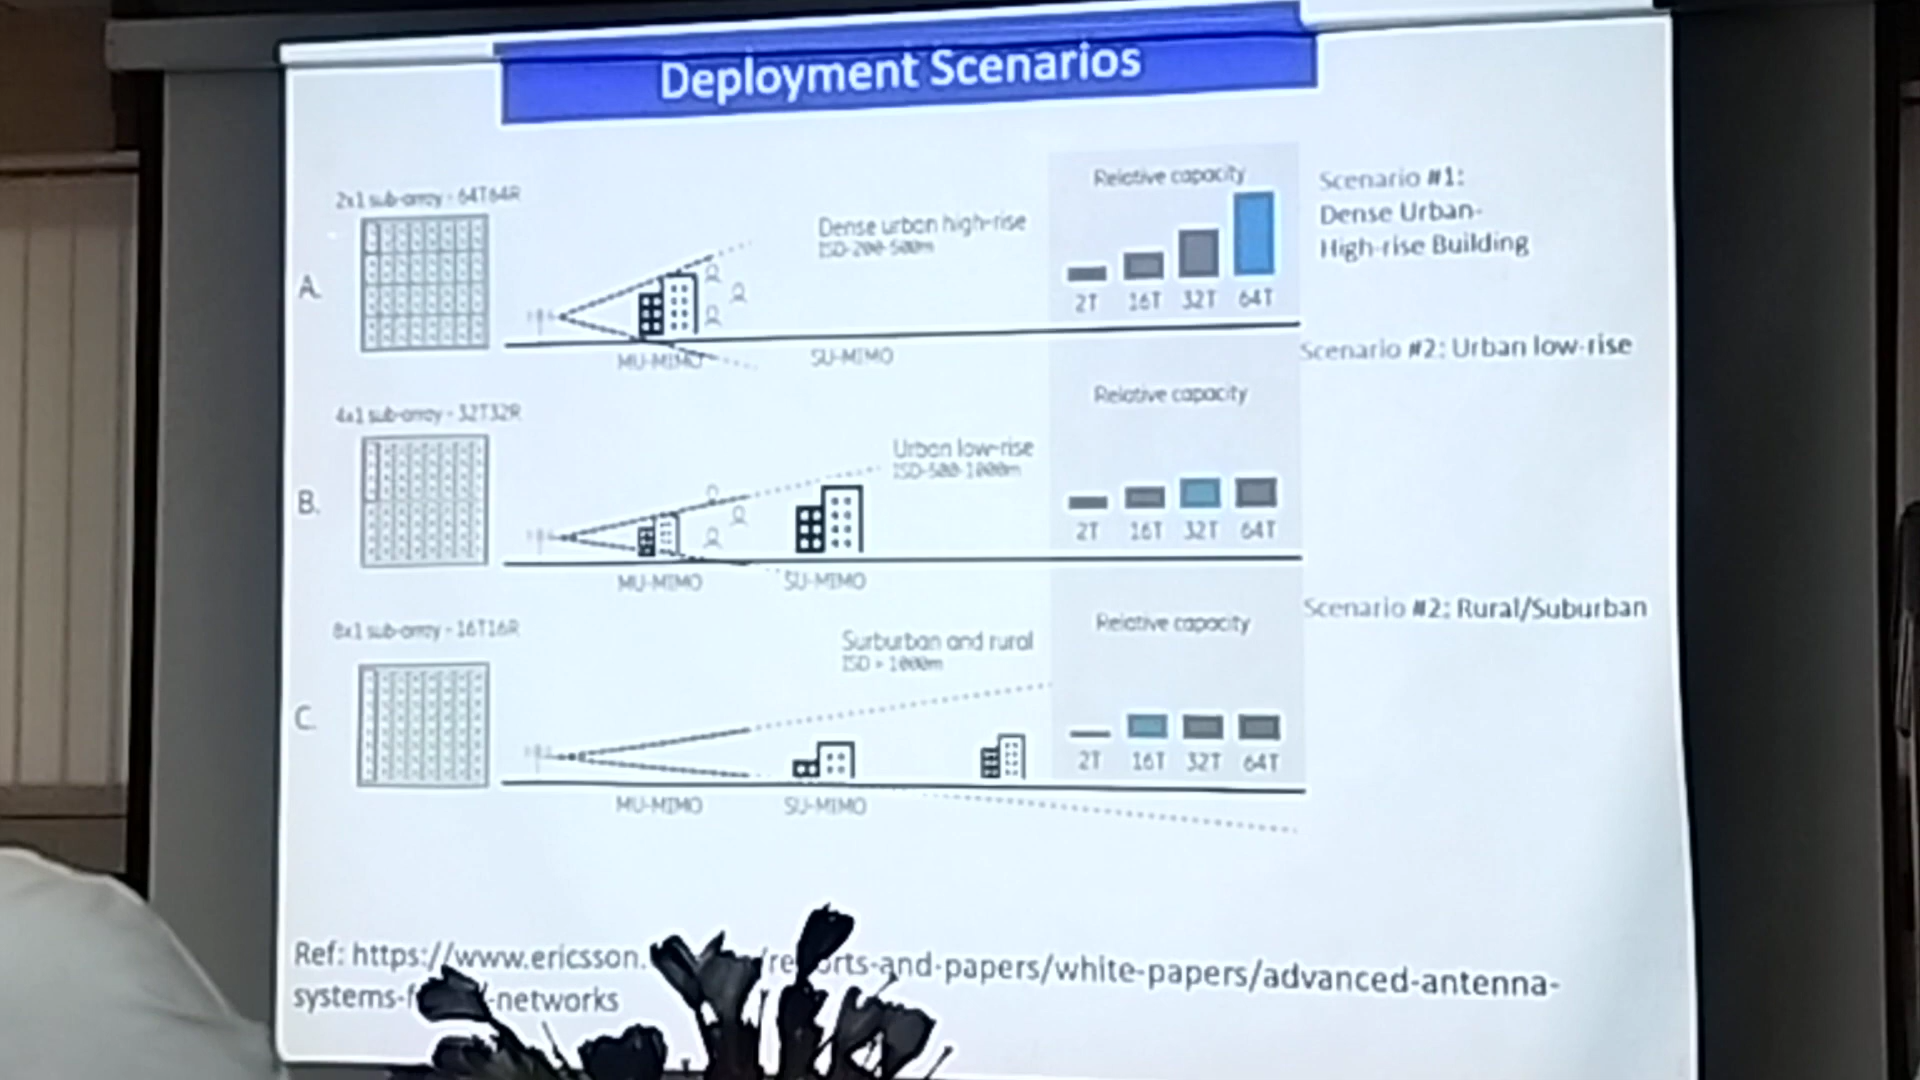 Deployment Scenarios
2x1 sub-array - 64T64R
A.
Dense urban high-rise
ISD-200-500m
MU-MIMO
SU-MIMO
Relative capacity
2T 16T 32T 64T
Scenario #1:
Dense Urban-
High-rise Building
4x1 sub-array - 32T32R
B.
Urban low-rise
ISD-500-1000m
MU-MIMO
SU-MIMO
Relative capacity
2T 16T 32T 64T
Scenario #2: Urban low-rise
8x1 sub-array - 16T16R
C.
Surburban and rural
ISD > 1000m
MU-MIMO
SU-MIMO
Relative capacity
2T 16T 32T 64T
Scenario #2: Rural/Suburban
Ref: https://www.ericsson. /reports-and-papers/white-papers/advanced-antenna-
systems-f -networks